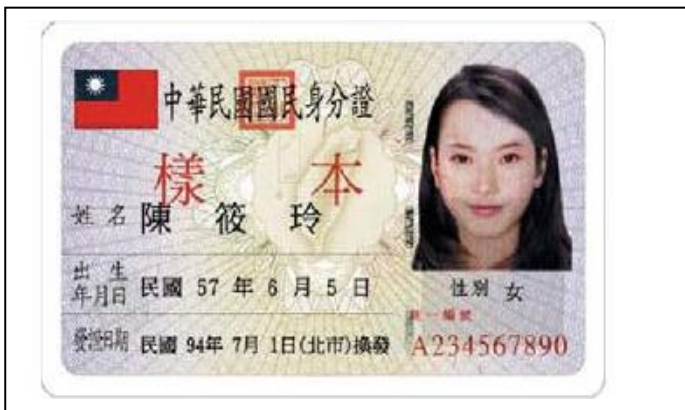 中華民國國民身分證
樣本
姓名 陳筱玲
出生年月日 民國 57 年 6 月 5 日
性別 女
統一編號
發證日期 民國 94年 7月 1日(北市)換發
A234567890